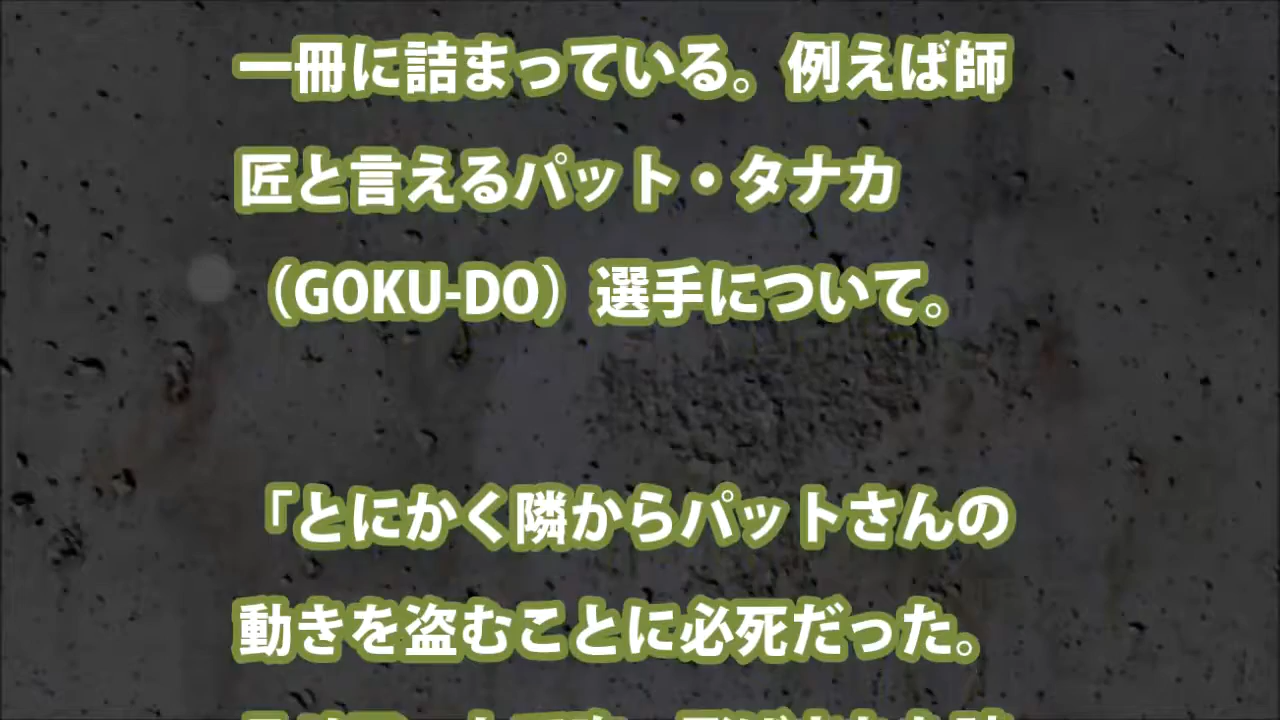 一冊に詰まっている。例えば師
匠と言えるパット・タナカ
（GOKU-DO）選手について。
「とにかく隣からパットさんの
動きを盗むことに必死だった。